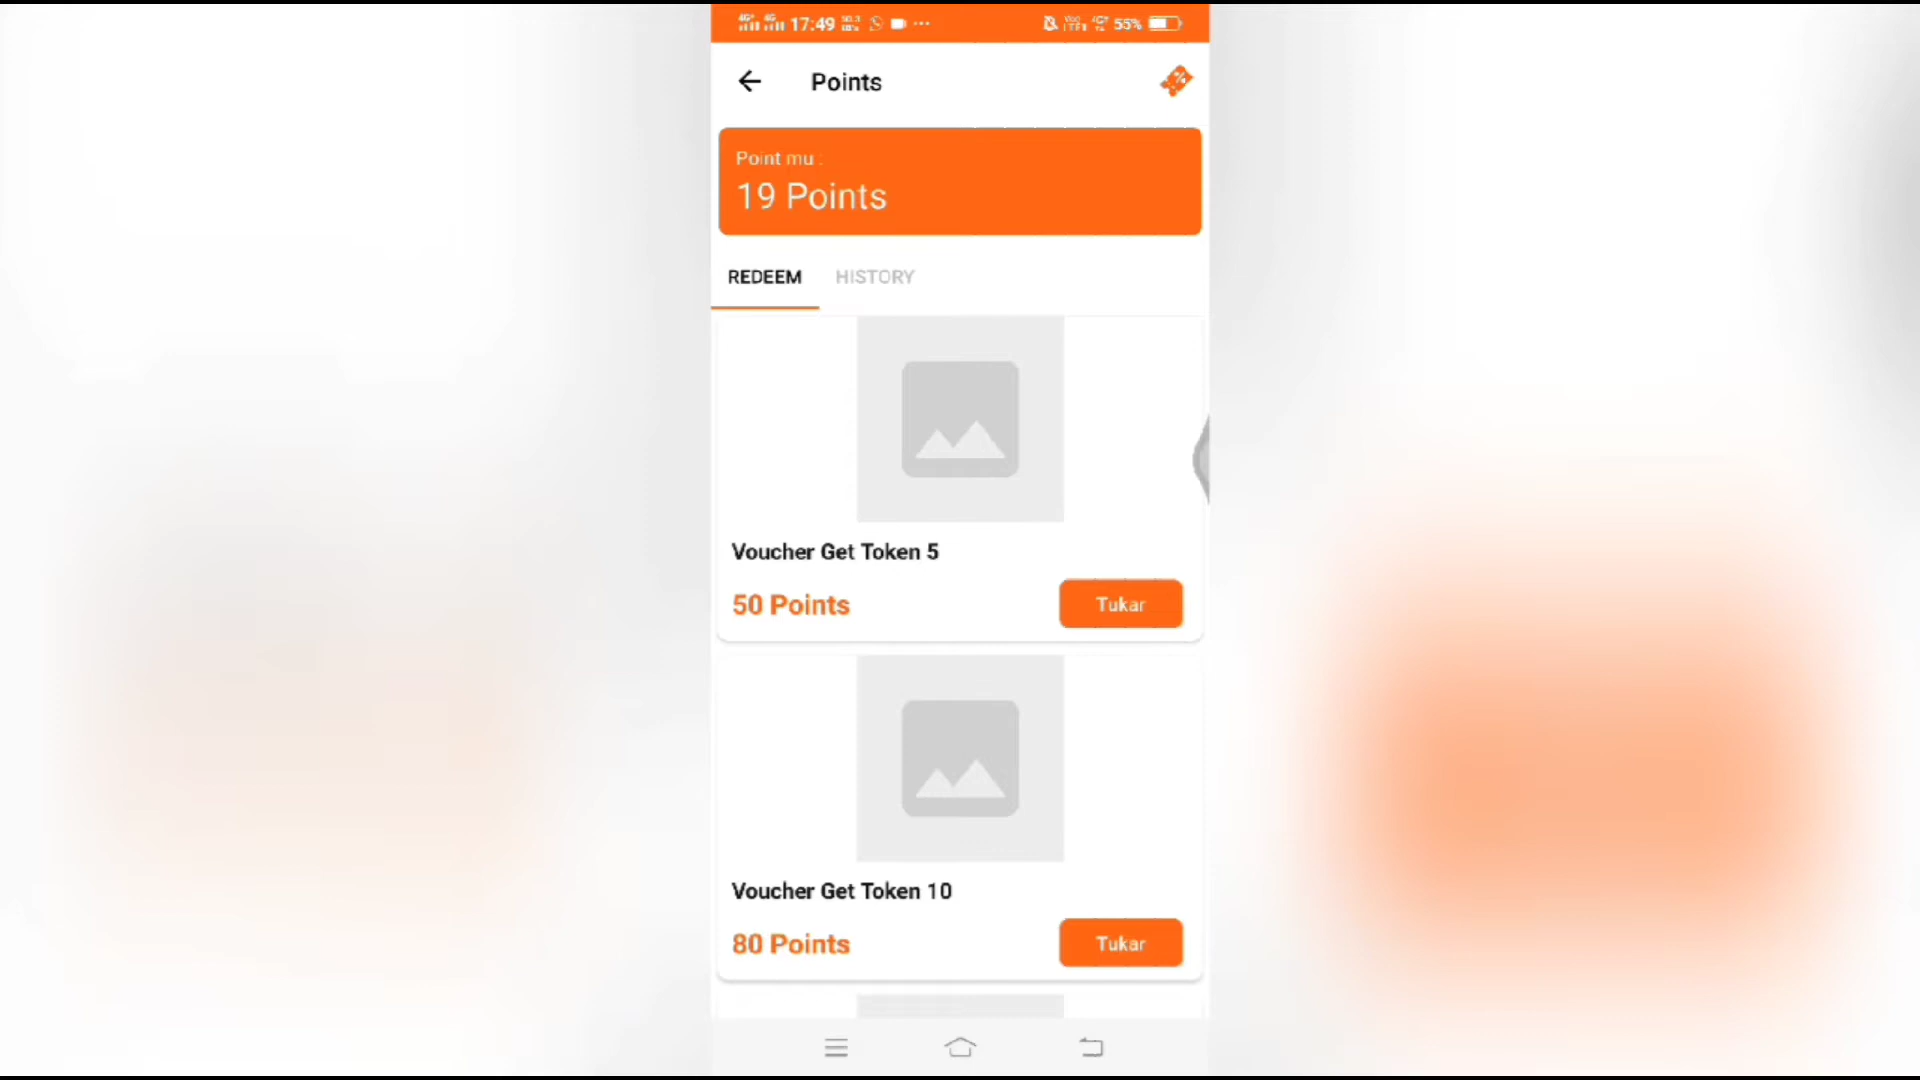 17:49
55%
Points
Point mu :
19 Points
REDEEM HISTORY
Voucher Get Token 5
50 Points Tukar
Voucher Get Token 10
80 Points Tukar